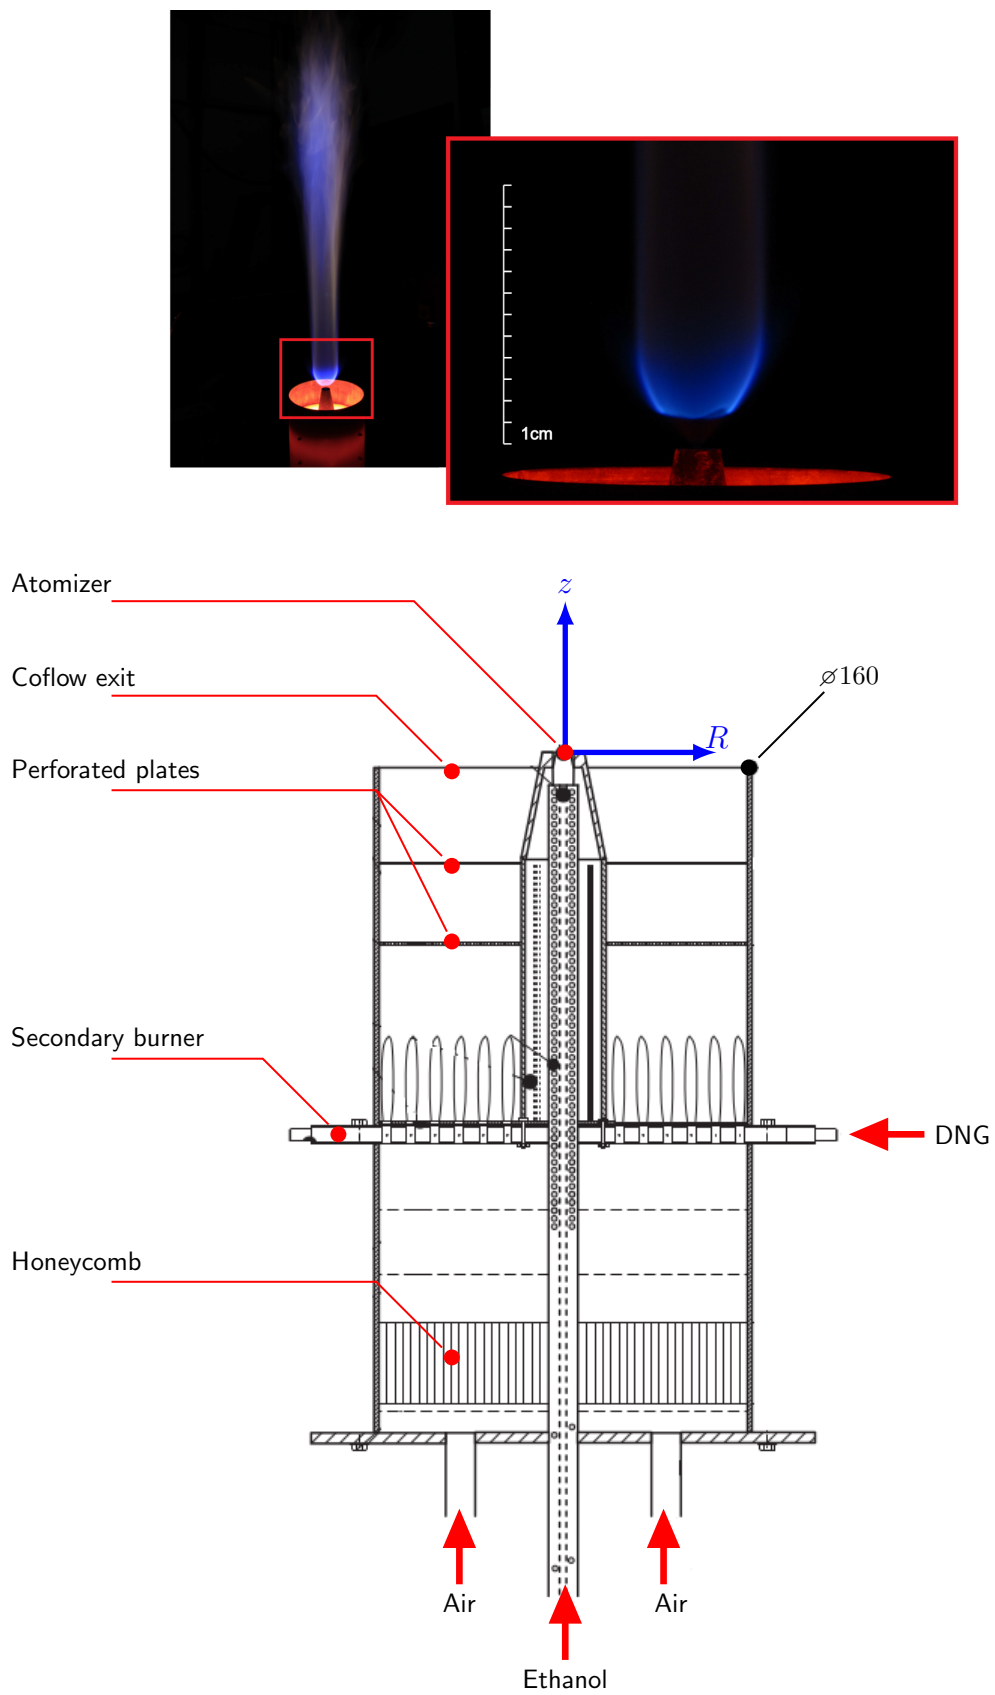 1cm
z
Atomizer
Coflow exit
⌀160
R
Perforated plates
Secondary burner
DNG
Honeycomb
Air
Air
Ethanol